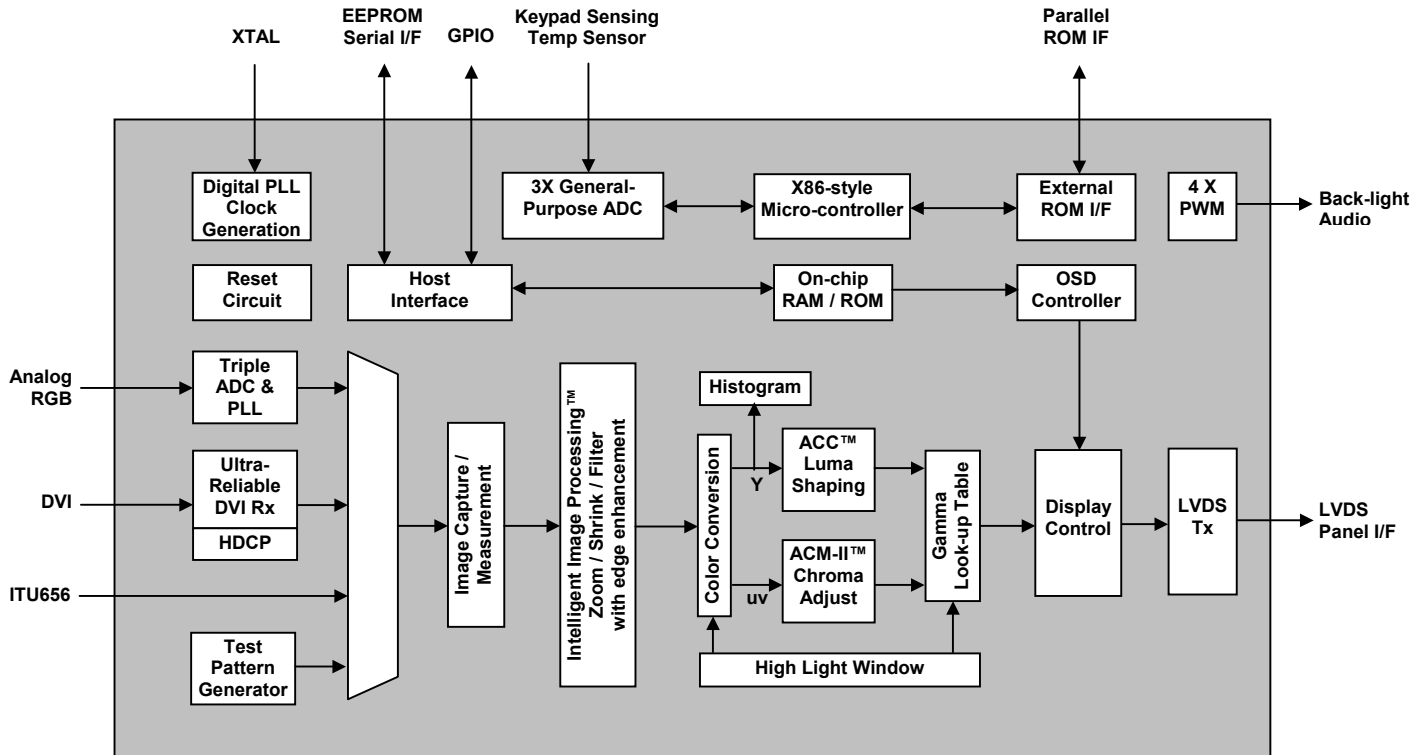 XTAL
EEPROM
Serial I/F
GPIO
Keypad Sensing
Temp Sensor
Parallel
ROM IF
Digital PLL
Clock
Generation
3X General-
Purpose ADC
X86-style
Micro-controller
External
ROM I/F
4 X
PWM
Back-light
Audio
Reset
Circuit
Host
Interface
On-chip
RAM / ROM
OSD
Controller
Analog
RGB
Triple
ADC &
PLL
DVI
Ultra-
Reliable
DVI Rx
HDCP
ITU656
Test
Pattern
Generator
Image Capture /
Measurement
Intelligent Image Processing™
Zoom / Shrink / Filter
with edge enhancement
Color Conversion
Histogram
Y
uv
ACC™
Luma
Shaping
ACM-II™
Chroma
Adjust
Gamma
Look-up Table
High Light Window
Display
Control
LVDS
Tx
LVDS
Panel I/F